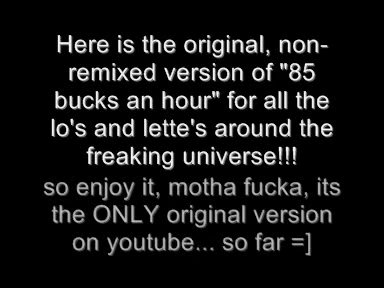 Here is the original, non-
remixed version of "85
bucks an hour" for all the
lo's and lette's around the
freaking universe!!!
so enjoy it, motha fucka, its
the ONLY original version
on youtube... so far =]